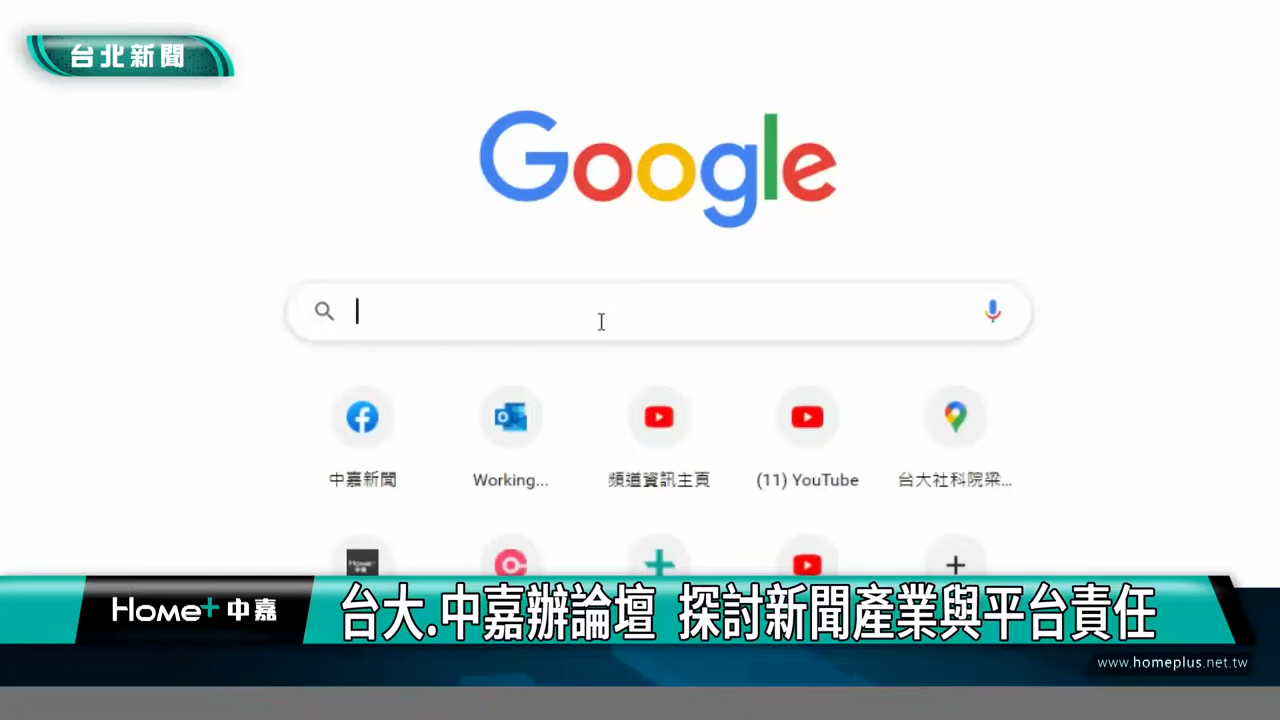 台北新聞
Google
中嘉新聞
Working...
頻道資訊主頁
(11) YouTube
台大社科院梁...
Home+ 中嘉
台大.中嘉辦論壇 探討新聞產業與平台責任
www.homeplus.net.tw